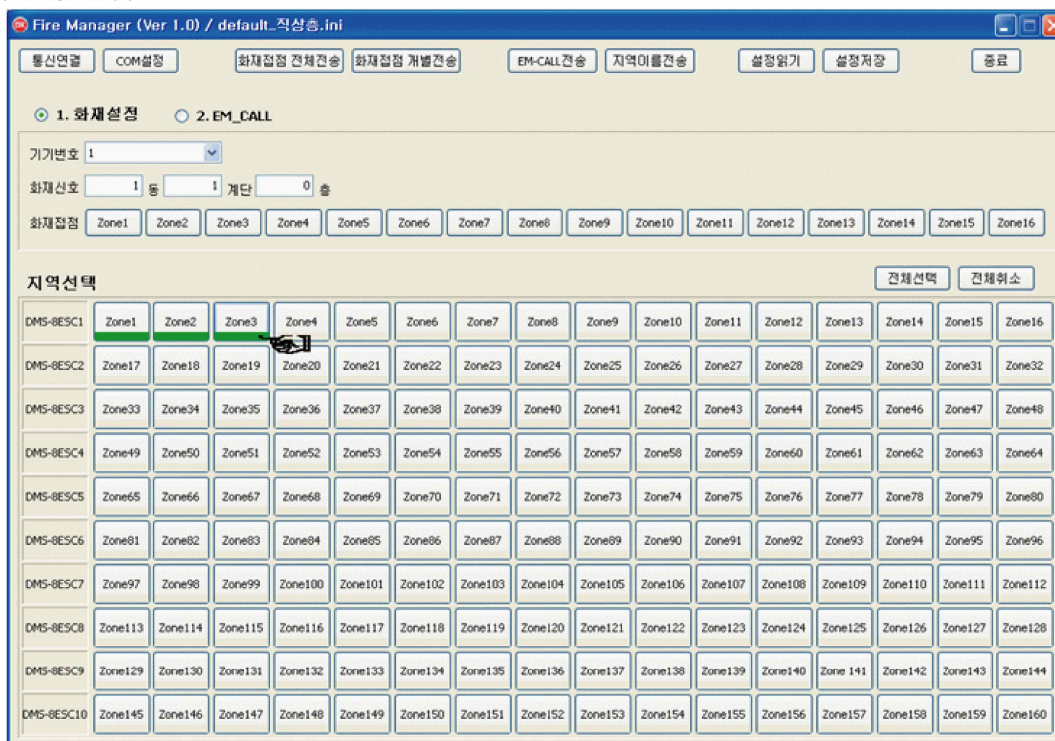 Fire Manager (Ver 1.0) / default_직상층.ini
통신연결 COM설정 화재접점 전체전송 화재접점 개별전송 EM-CALL전송 지역이름전송 설정읽기 설정저장 종료
1. 화재설정 2. EM_CALL
기기번호 1
화재신호 1 동 1 계단 0 층
화재접점 Zone1 Zone2 Zone3 Zone4 Zone5 Zone6 Zone7 Zone8 Zone9 Zone10 Zone11 Zone12 Zone13 Zone14 Zone15 Zone16
지역선택 전체선택 전체취소
DMS-8ESC1 Zone1 Zone2 Zone3 Zone4 Zone5 Zone6 Zone7 Zone8 Zone9 Zone10 Zone11 Zone12 Zone13 Zone14 Zone15 Zone16
DMS-8ESC2 Zone17 Zone18 Zone19 Zone20 Zone21 Zone22 Zone23 Zone24 Zone25 Zone26 Zone27 Zone28 Zone29 Zone30 Zone31 Zone32
DMS-8ESC3 Zone33 Zone34 Zone35 Zone36 Zone37 Zone38 Zone39 Zone40 Zone41 Zone42 Zone43 Zone44 Zone45 Zone46 Zone47 Zone48
DMS-8ESC4 Zone49 Zone50 Zone51 Zone52 Zone53 Zone54 Zone55 Zone56 Zone57 Zone58 Zone59 Zone60 Zone61 Zone62 Zone63 Zone64
DMS-8ESC5 Zone65 Zone66 Zone67 Zone68 Zone69 Zone70 Zone71 Zone72 Zone73 Zone74 Zone75 Zone76 Zone77 Zone78 Zone79 Zone80
DMS-8ESC6 Zone81 Zone82 Zone83 Zone84 Zone85 Zone86 Zone87 Zone88 Zone89 Zone90 Zone91 Zone92 Zone93 Zone94 Zone95 Zone96
DMS-8ESC7 Zone97 Zone98 Zone99 Zone100 Zone101 Zone102 Zone103 Zone104 Zone105 Zone106 Zone107 Zone108 Zone109 Zone110 Zone111 Zone112
DMS-8ESC8 Zone113 Zone114 Zone115 Zone116 Zone117 Zone118 Zone119 Zone120 Zone121 Zone122 Zone123 Zone124 Zone125 Zone126 Zone127 Zone128
DMS-8ESC9 Zone129 Zone130 Zone131 Zone132 Zone133 Zone134 Zone135 Zone136 Zone137 Zone138 Zone139 Zone140 Zone 141 Zone142 Zone143 Zone144
DMS-8ESC10 Zone145 Zone146 Zone147 Zone148 Zone149 Zone150 Zone151 Zone152 Zone153 Zone154 Zone155 Zone156 Zone157 Zone158 Zone159 Zone160